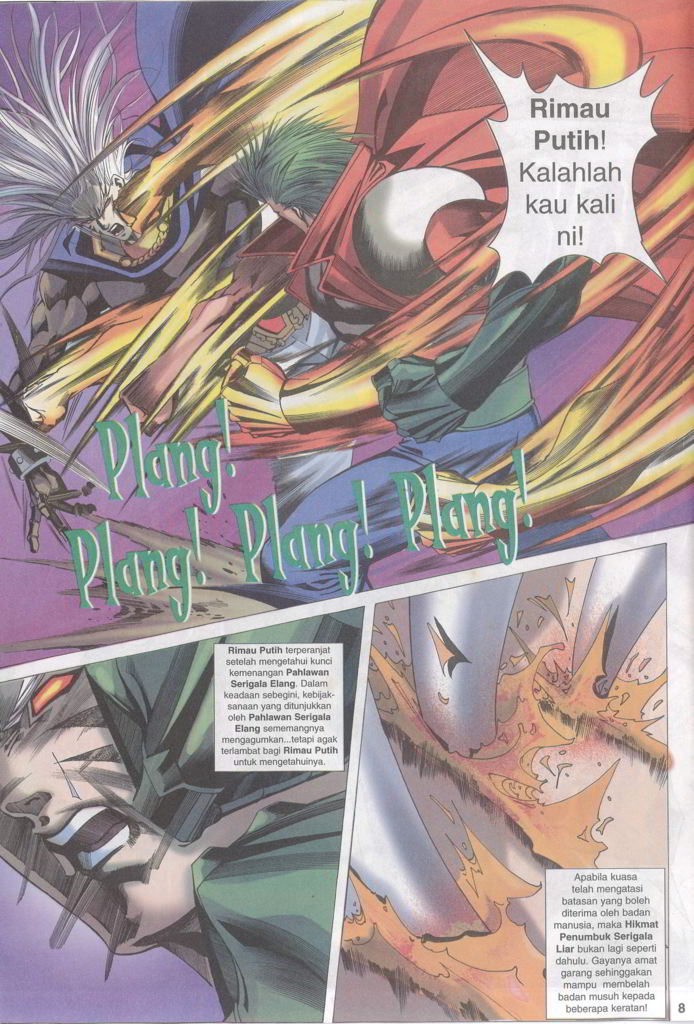 Rimau
Putih!
Kalahlah
kau kali
ni!
Plang!
Plang! Plang! Plang!
Rimau Putih terperanjat
setelah mengetahui kunci
kemenangan Pahlawan
Serigala Elang. Dalam
keadaan sebegini, kebijak-
sanaan yang ditunjukkan
oleh Pahlawan Serigala
Elang sememangnya
mengagumkan...tetapi agak
terlambat bagi Rimau Putih
untuk mengetahuinya.
Apabila kuasa
telah mengatasi
batasan yang boleh
diterima oleh badan
manusia, maka Hikmat
Penumbuk Serigala
Liar bukan lagi seperti
dahulu. Gayanya amat
garang sehinggakan
mampu membelah
badan musuh kepada
beberapa keratan!
8